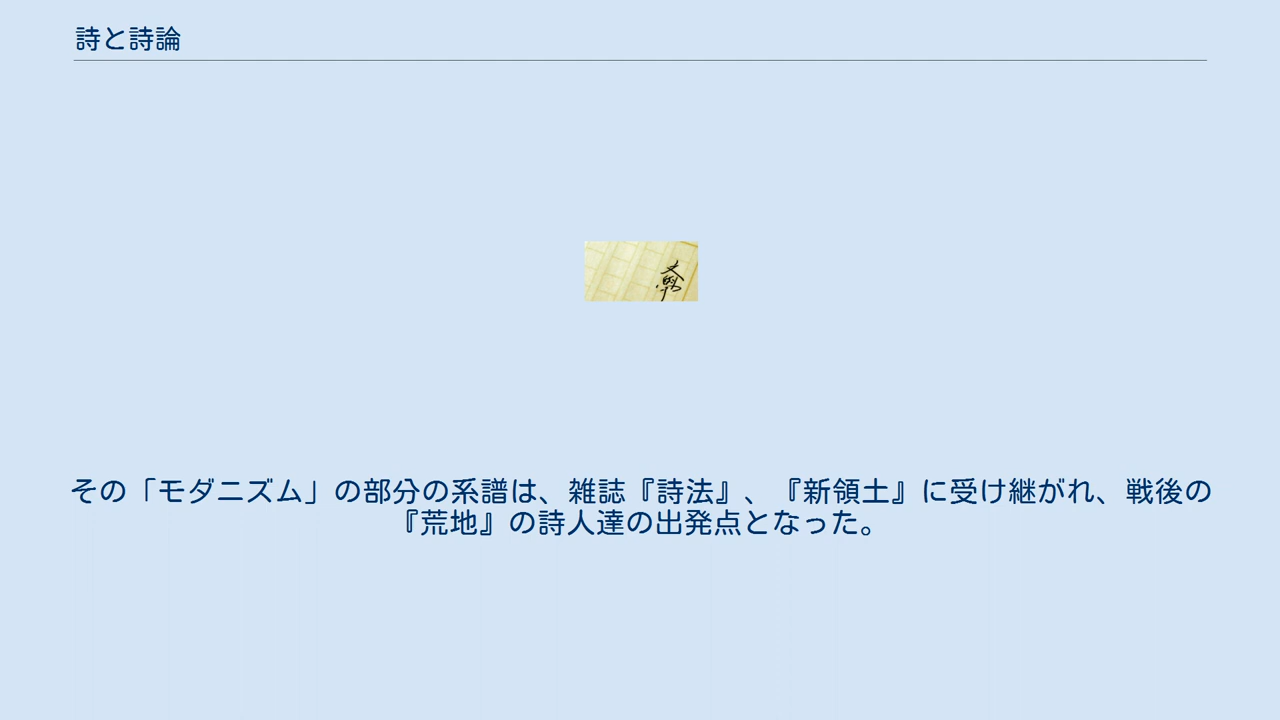 詩と詩論
その「モダニズム」の部分の系譜は、雑誌『詩法』、『新領土』に受け継がれ、戦後の
『荒地』の詩人達の出発点となった。